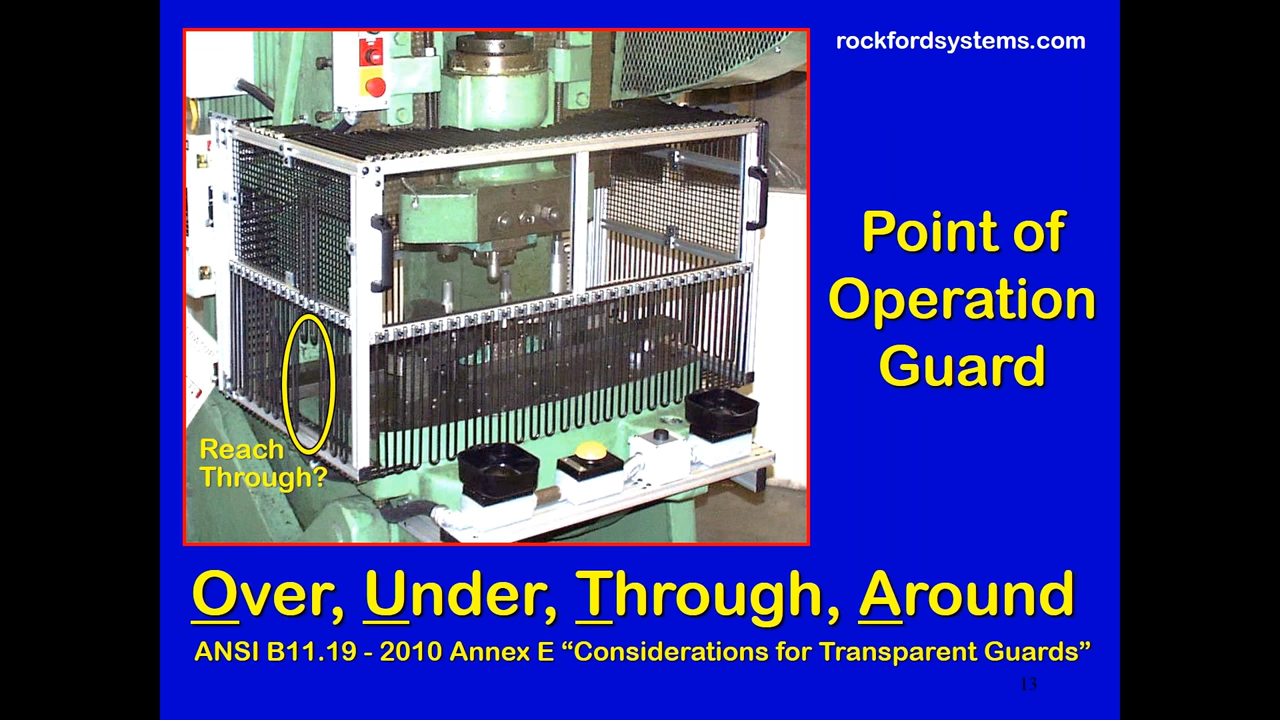 rockfordsystems.com
Point of
Operation
Guard
Reach
Through?
Over, Under, Through, Around
ANSI B11.19 - 2010 Annex E “Considerations for Transparent Guards”
13